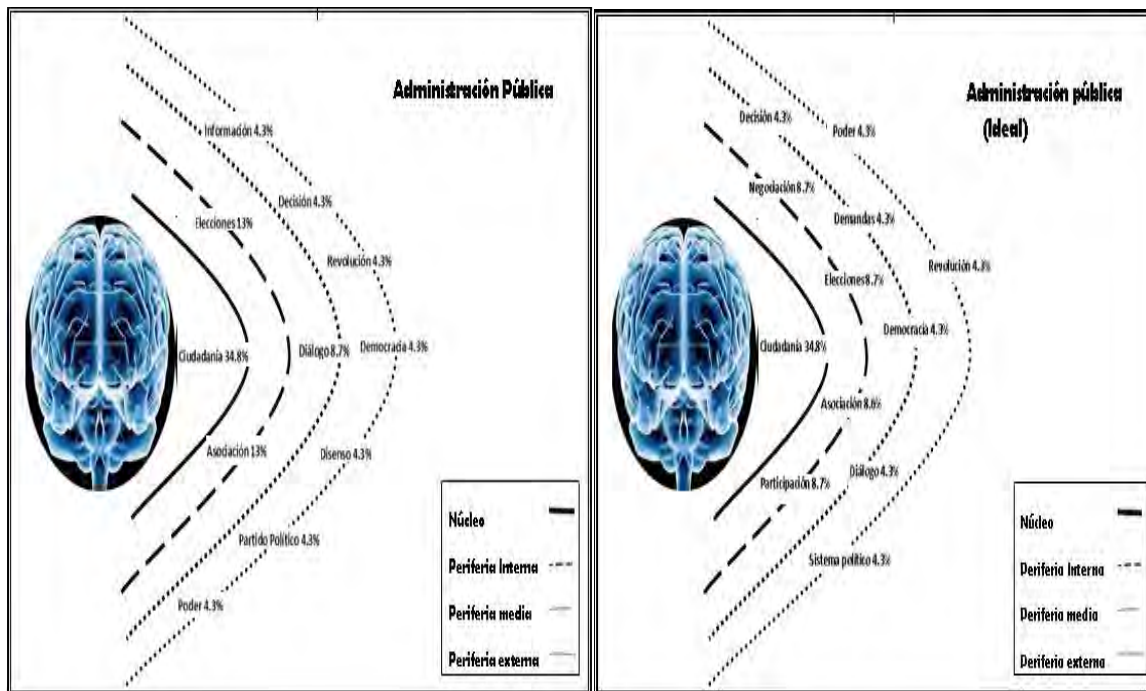 Administración Pública
Información 4.3%
Decisión 4.3%
Elecciones 13%
Revolución 4.3%
Ciudadanía 34.8%
Diálogo 8.7%
Democracia 4.3%
Asociación 13%
Disenso 4.3%
Partido Político 4.3%
Poder 4.3%
Núcleo
Periferia Interna
Periferia media
Periferia externa
Administración pública
(Ideal)
Decisión 4.3%
Poder 4.3%
Negociación 8.7%
Demandas 4.3%
Revolución 4.3%
Elecciones 8.7%
Democracia 4.3%
Ciudadanía 34.8%
Asociación 8.6%
Diálogo 4.3%
Participación 8.7%
Sistema político 4.3%
Núcleo
Periferia Interna
Periferia media
Periferia externa